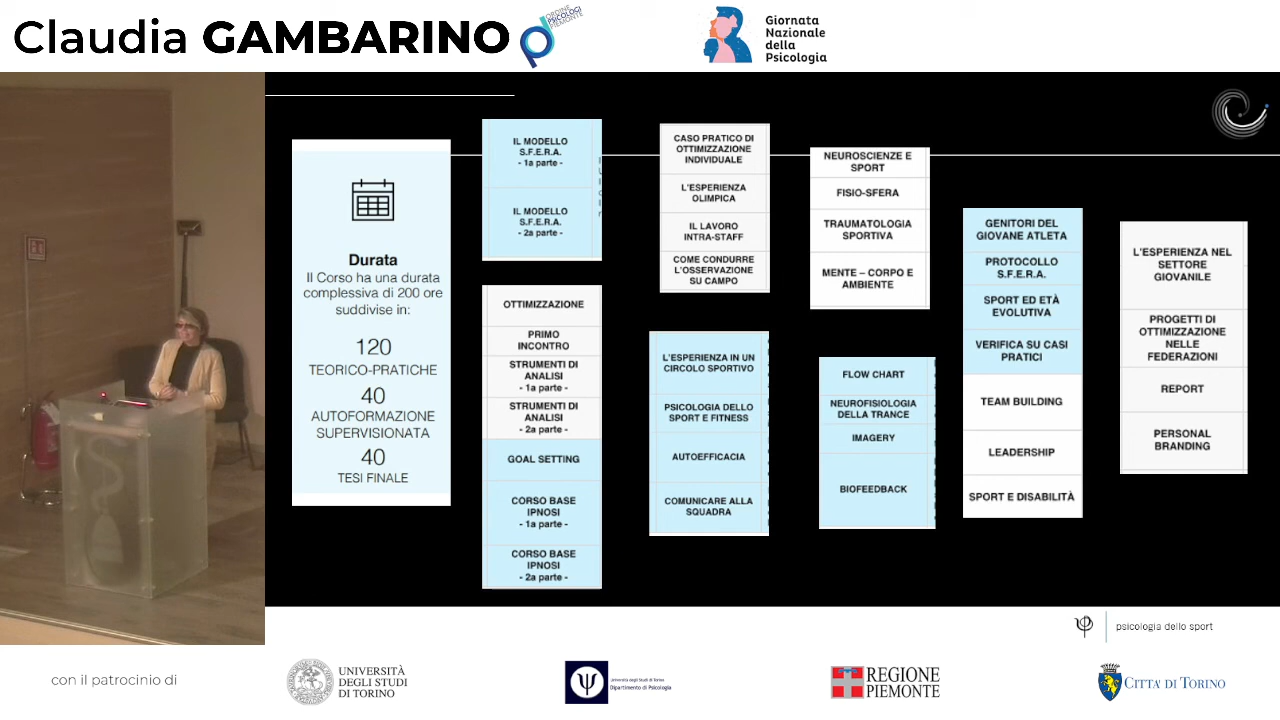 Claudia GAMBARINO
ORDINE
PSICOLOGI
PIEMONTE
Giornata
Nazionale
della
Psicologia
Durata
Il Corso ha una durata
complessiva di 200 ore
suddivise in:
120
TEORICO-PRATICHE
40
AUTOFORMAZIONE
SUPERVISIONATA
40
TESI FINALE
IL MODELLO
S.F.E.R.A.
- 1a parte -
IL MODELLO
S.F.E.R.A.
- 2a parte -
OTTIMIZZAZIONE
PRIMO
INCONTRO
STRUMENTI DI
ANALISI
- 1a parte -
STRUMENTI DI
ANALISI
- 2a parte -
GOAL SETTING
CORSO BASE
IPNOSI
- 1a parte -
CORSO BASE
IPNOSI
- 2a parte -
CASO PRATICO DI
OTTIMIZZAZIONE
INDIVIDUALE
L'ESPERIENZA
OLIMPICA
IL LAVORO
INTRA-STAFF
COME CONDURRE
L'OSSERVAZIONE
SU CAMPO
L'ESPERIENZA IN UN
CIRCOLO SPORTIVO
PSICOLOGIA DELLO
SPORT E FITNESS
AUTOEFFICACIA
COMUNICARE ALLA
SQUADRA
NEUROSCIENZE E
SPORT
FISIO-SFERA
TRAUMATOLOGIA
SPORTIVA
MENTE – CORPO E
AMBIENTE
FLOW CHART
NEUROFISIOLOGIA
DELLA TRANCE
IMAGERY
BIOFEEDBACK
GENITORI DEL
GIOVANE ATLETA
PROTOCOLLO
S.F.E.R.A.
SPORT ED ETÀ
EVOLUTIVA
VERIFICA SU CASI
PRATICI
TEAM BUILDING
LEADERSHIP
SPORT E DISABILITÀ
L'ESPERIENZA NEL
SETTORE
GIOVANILE
PROGETTI DI
OTTIMIZZAZIONE
NELLE
FEDERAZIONI
REPORT
PERSONAL
BRANDING
psicologia dello sport
con il patrocinio di
UNIVERSITÀ
DEGLI STUDI
DI TORINO
Università degli Studi di Torino
Dipartimento di Psicologia
REGIONE
PIEMONTE
CITTA' DI TORINO